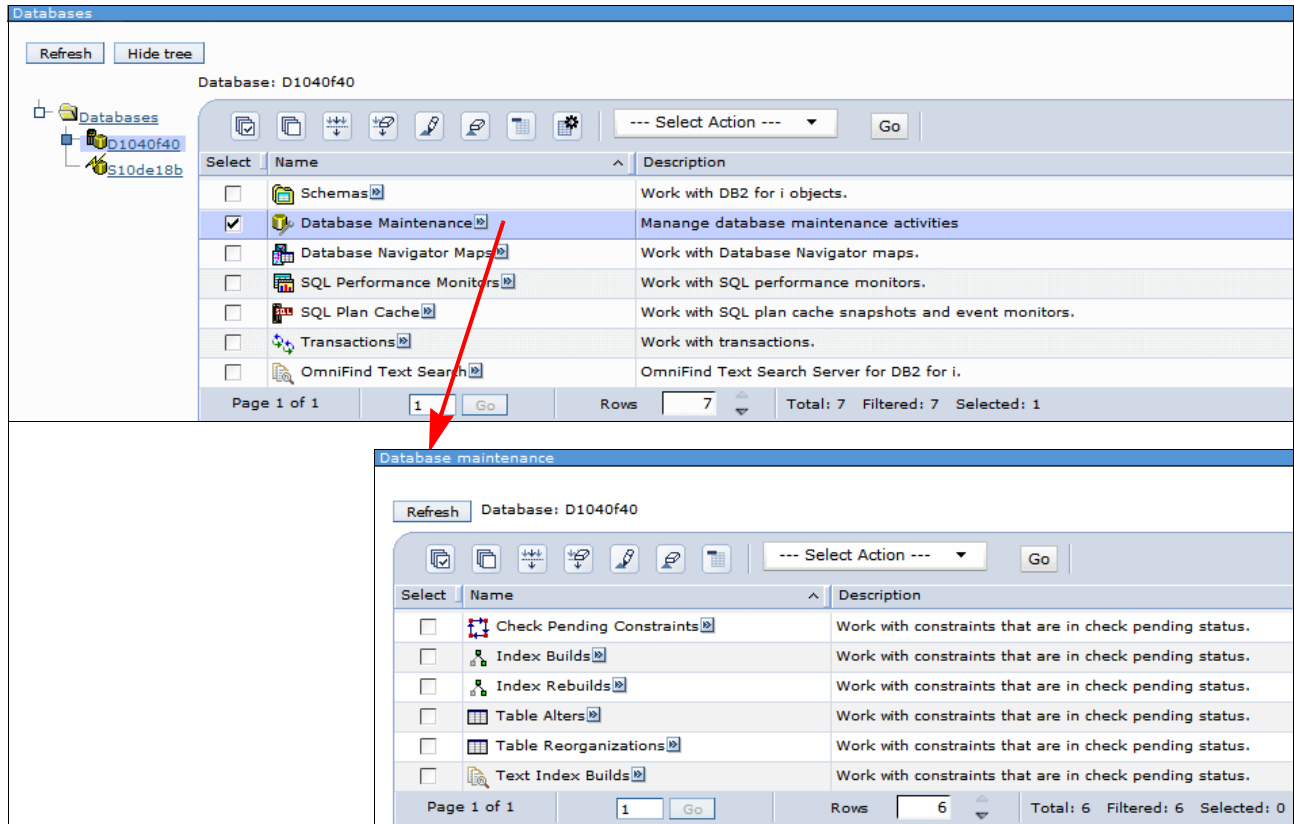 Databases
Refresh Hide tree
Database: D1040f40
Databases
D1040f40
S10de18b
--- Select Action --- Go
Select Name Description
Schemas Work with DB2 for i objects.
Database Maintenance Manange database maintenance activities
Database Navigator Maps Work with Database Navigator maps.
SQL Performance Monitors Work with SQL performance monitors.
SQL Plan Cache Work with SQL plan cache snapshots and event monitors.
Transactions Work with transactions.
OmniFind Text Search OmniFind Text Search Server for DB2 for i.
Page 1 of 1 1 Go Rows 7 Total: 7 Filtered: 7 Selected: 1
Database maintenance
Refresh Database: D1040f40
--- Select Action --- Go
Select Name Description
Check Pending Constraints Work with constraints that are in check pending status.
Index Builds Work with constraints that are in check pending status.
Index Rebuilds Work with constraints that are in check pending status.
Table Alters Work with constraints that are in check pending status.
Table Reorganizations Work with constraints that are in check pending status.
Text Index Builds Work with constraints that are in check pending status.
Page 1 of 1 1 Go Rows 6 Total: 6 Filtered: 6 Selected: 0